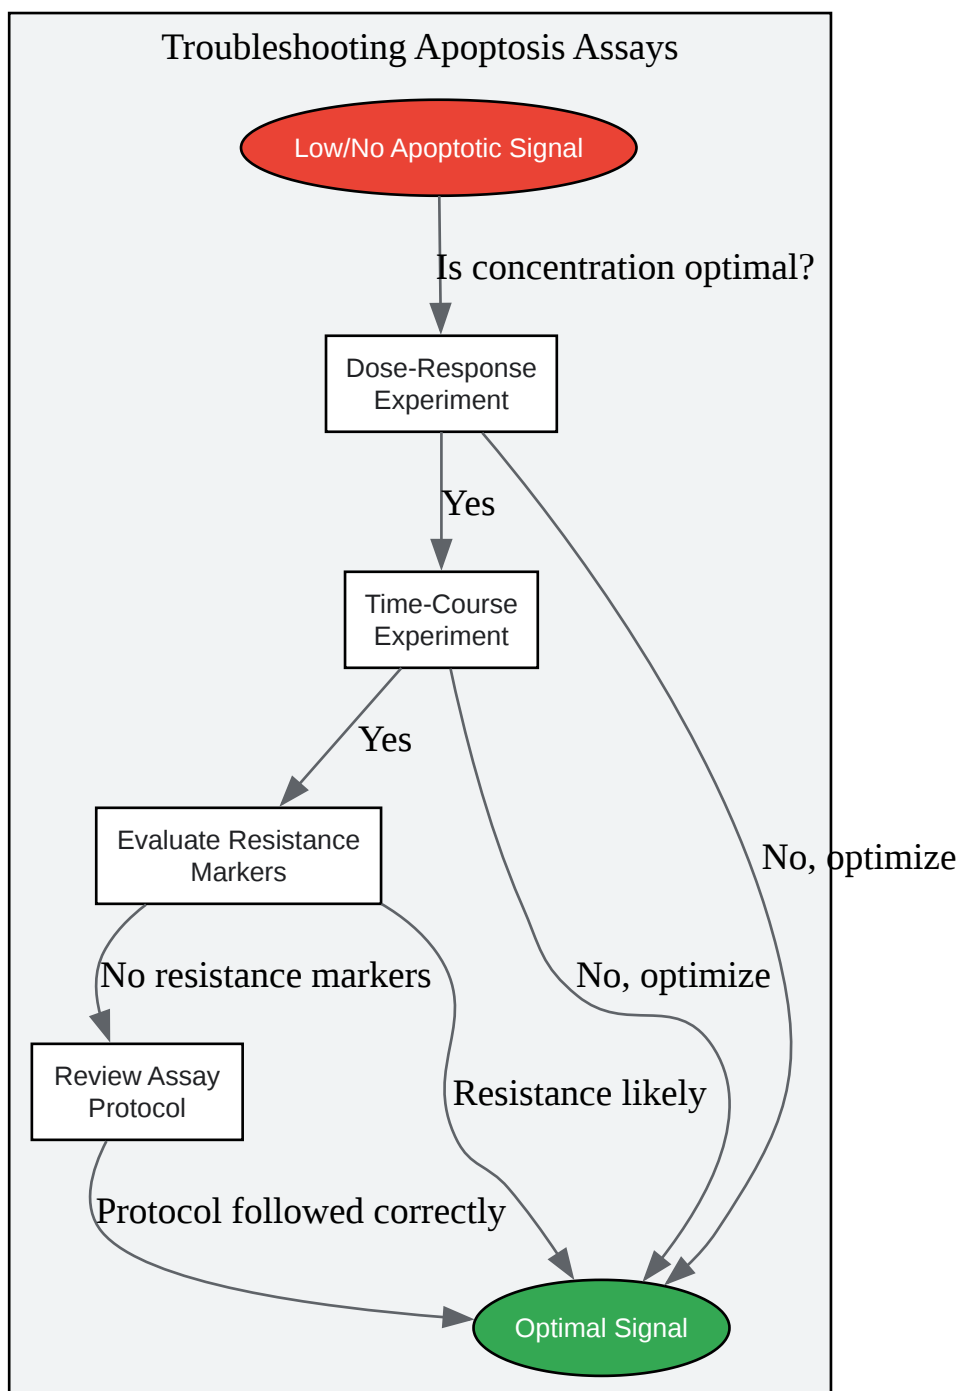 Troubleshooting Apoptosis Assays
Low/No Apoptotic Signal
Is concentration optimal?
Dose-Response
Experiment
Yes
Time-Course
Experiment
Yes
Evaluate Resistance
Markers
No, optimize
No resistance markers
No, optimize
Review Assay
Protocol
Resistance likely
Protocol followed correctly
Optimal Signal